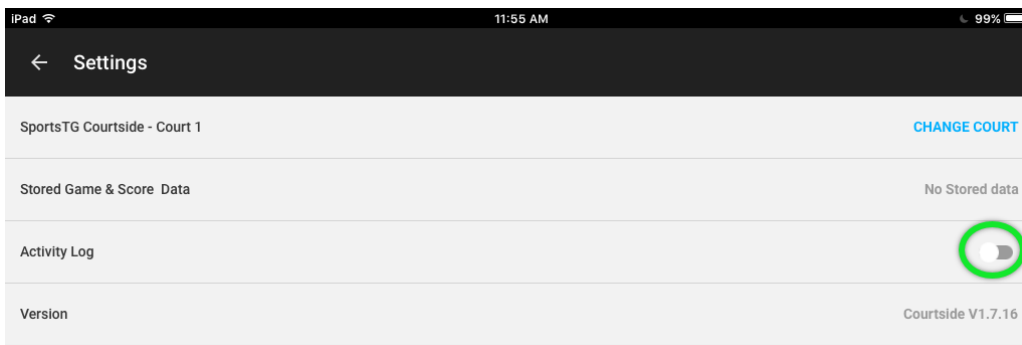 iPad 11:55 AM 99%
Settings
SportsTG Courtside - Court 1 CHANGE COURT
Stored Game & Score Data No Stored data
Activity Log
Version Courtside V1.7.16